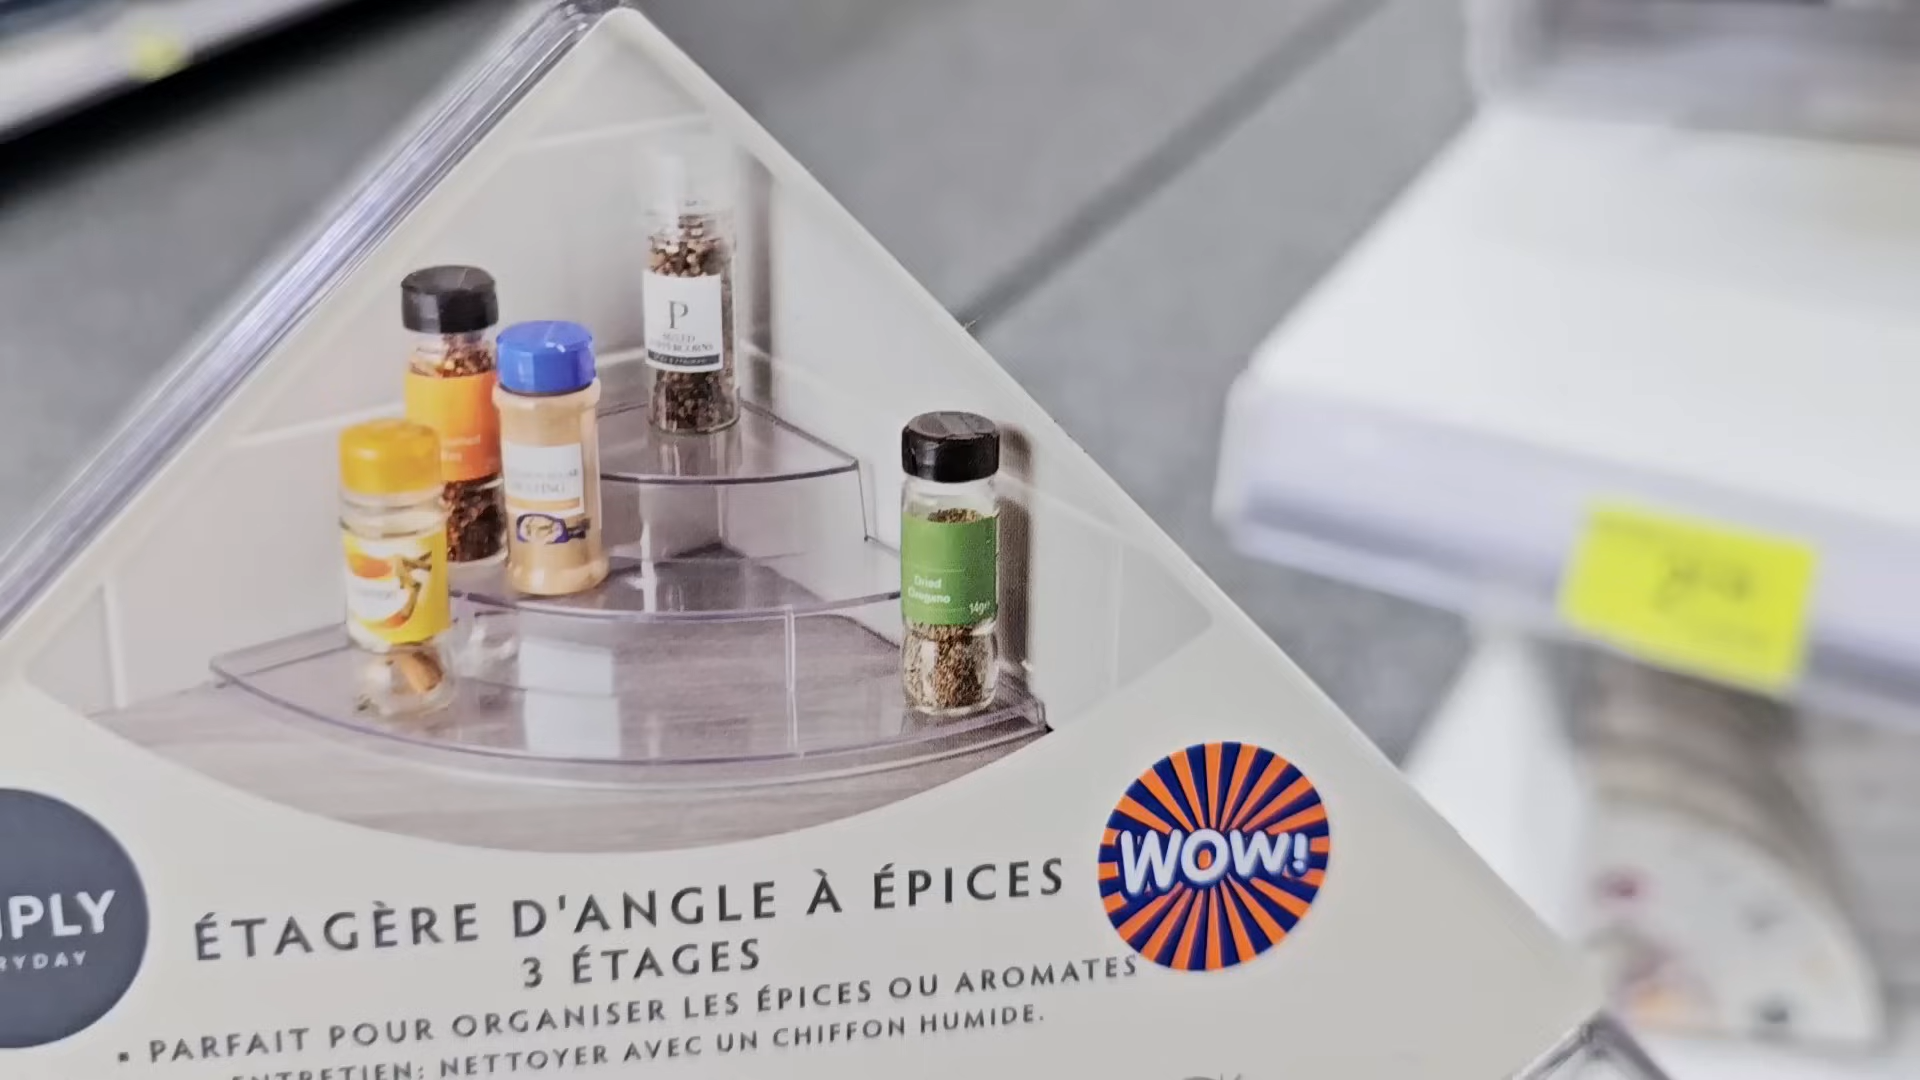 P
Dried
Oregano
14g
WOW!
PLY
RYDAY
ÉTAGÈRE D'ANGLE À ÉPICES
3 ÉTAGES
▪ PARFAIT POUR ORGANISER LES ÉPICES OU AROMATES
ENTRETIEN: NETTOYER AVEC UN CHIFFON HUMIDE.